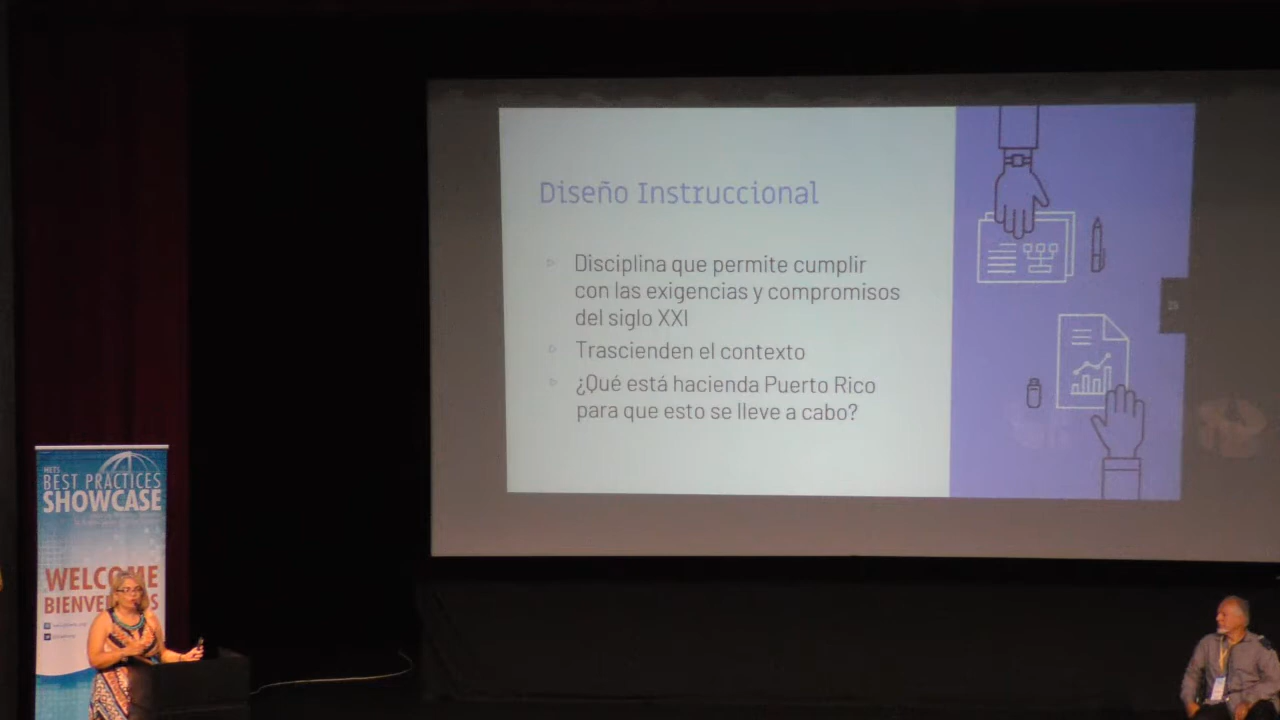 Diseño Instruccional
Disciplina que permite cumplir
con las exigencias y compromisos
del siglo XXI
Trascienden el contexto
¿Qué está hacienda Puerto Rico
para que esto se lleve a cabo?
HETS
BEST PRACTICES
SHOWCASE
WELCOME